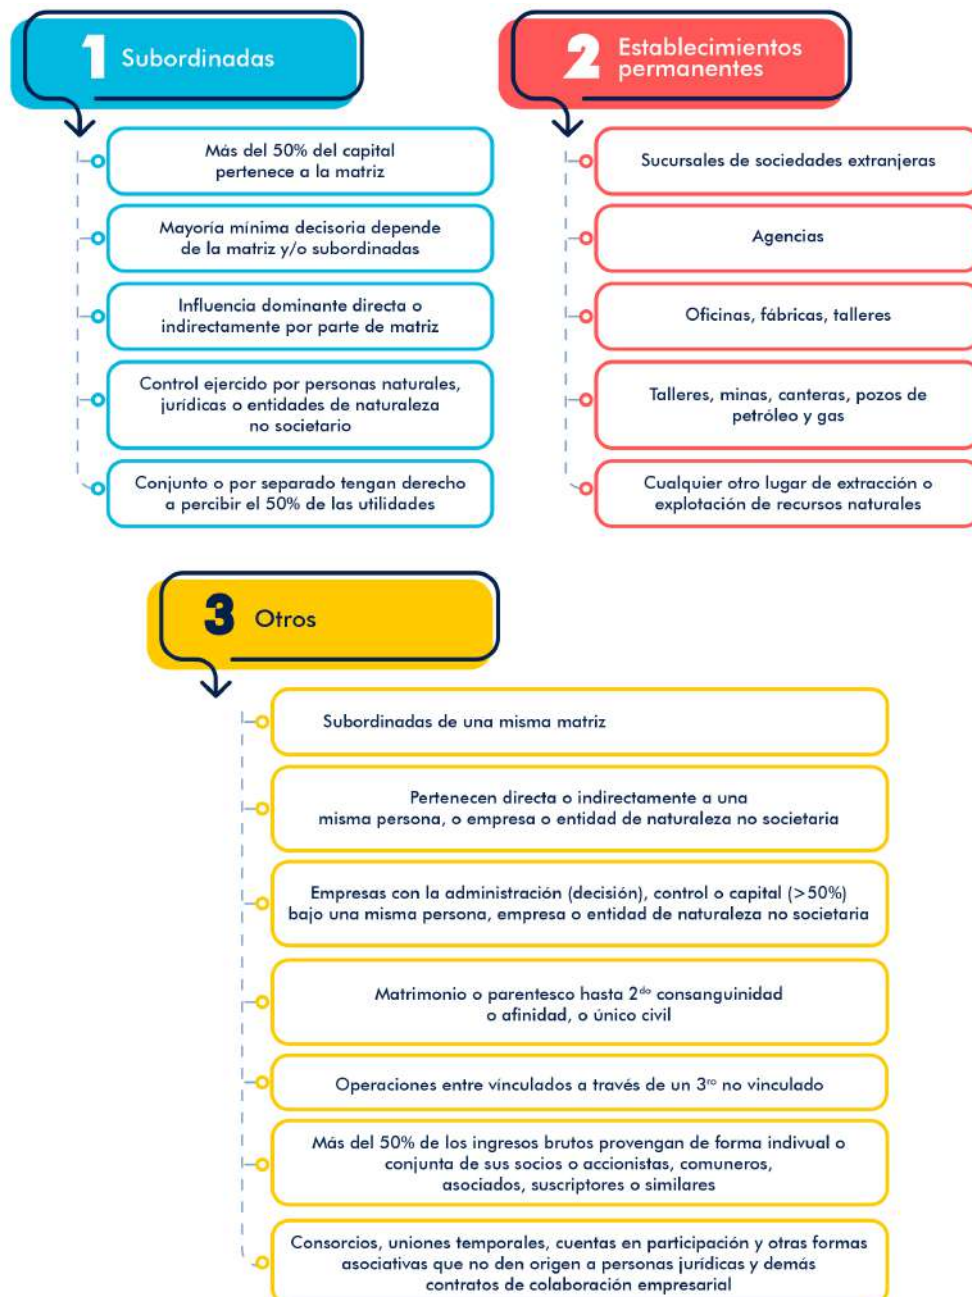 1 Subordinadas
Más del 50% del capital
pertenece a la matriz
Mayoría mínima decisoria depende
de la matriz y/o subordinadas
Influencia dominante directa o
indirectamente por parte de matriz
Control ejercido por personas naturales,
jurídicas o entidades de naturaleza
no societario
Conjunto o por separado tengan derecho
a percibir el 50% de las utilidades
2 Establecimientos
permanentes
Sucursales de sociedades extranjeras
Agencias
Oficinas, fábricas, talleres
Talleres, minas, canteras, pozos de
petróleo y gas
Cualquier otro lugar de extracción o
explotación de recursos naturales
3 Otros
Subordinadas de una misma matriz
Pertenecen directa o indirectamente a una
misma persona, o empresa o entidad de naturaleza no societaria
Empresas con la administración (decisión), control o capital (>50%)
bajo una misma persona, empresa o entidad de naturaleza no societaria
Matrimonio o parentesco hasta 2do consanguinidad
o afinidad, o único civil
Operaciones entre vínculados a través de un 3ro no vinculado
Más del 50% de los ingresos brutos provengan de forma indivual o
conjunta de sus socios o accionistas, comuneros,
asociados, suscriptores o similares
Consorcios, uniones temporales, cuentas en participación y otras formas
asociativas que no den origen a personas jurídicas y demás
contratos de colaboración empresarial